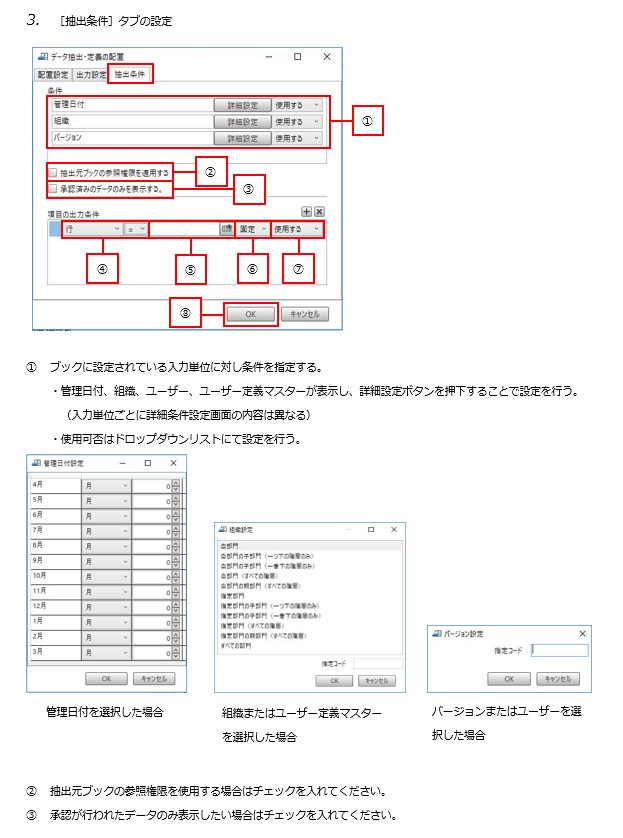 3. ［抽出条件］タブの設定
データ抽出・定義の配置
配置設定 出力設定 抽出条件
条件
管理日付 詳細設定 使用する
組織 詳細設定 使用する
バージョン 詳細設定 使用する
①
抽出元ブックの参照権限を適用する
②
承認済みのデータのみを表示する。
③
項目の出力条件
行 = 固定 使用する
④ ⑤ ⑥ ⑦
⑧
OK キャンセル
① ブックに設定されている入力単位に対し条件を指定する。
・管理日付、組織、ユーザー、ユーザー定義マスターが表示し、詳細設定ボタンを押下することで設定を行う。
（入力単位ごとに詳細条件設定画面の内容は異なる）
・使用可否はドロップダウンリストにて設定を行う。
管理日付設定
4月 月 0
5月 月 0
6月 月 0
7月 月 0
8月 月 0
9月 月 0
10月 月 0
11月 月 0
12月 月 0
1月 月 0
2月 月 0
3月 月 0
OK キャンセル
管理日付を選択した場合
組織設定
自部門
自部門の子部門（一つ下の階層のみ）
自部門の子部門（一番下の階層のみ）
自部門（すべての階層）
自部門の親部門（すべての階層）
指定部門
指定部門の子部門（一つ下の階層のみ）
指定部門の子部門（一番下の階層のみ）
指定部門（すべての階層）
指定部門の親部門（すべての階層）
すべての部門
指定コード
OK キャンセル
組織またはユーザー定義マスター
を選択した場合
バージョン設定
指定コード
OK キャンセル
バージョンまたはユーザーを選
択した場合
② 抽出元ブックの参照権限を使用する場合はチェックを入れてください。
③ 承認が行われたデータのみ表示したい場合はチェックを入れてください。